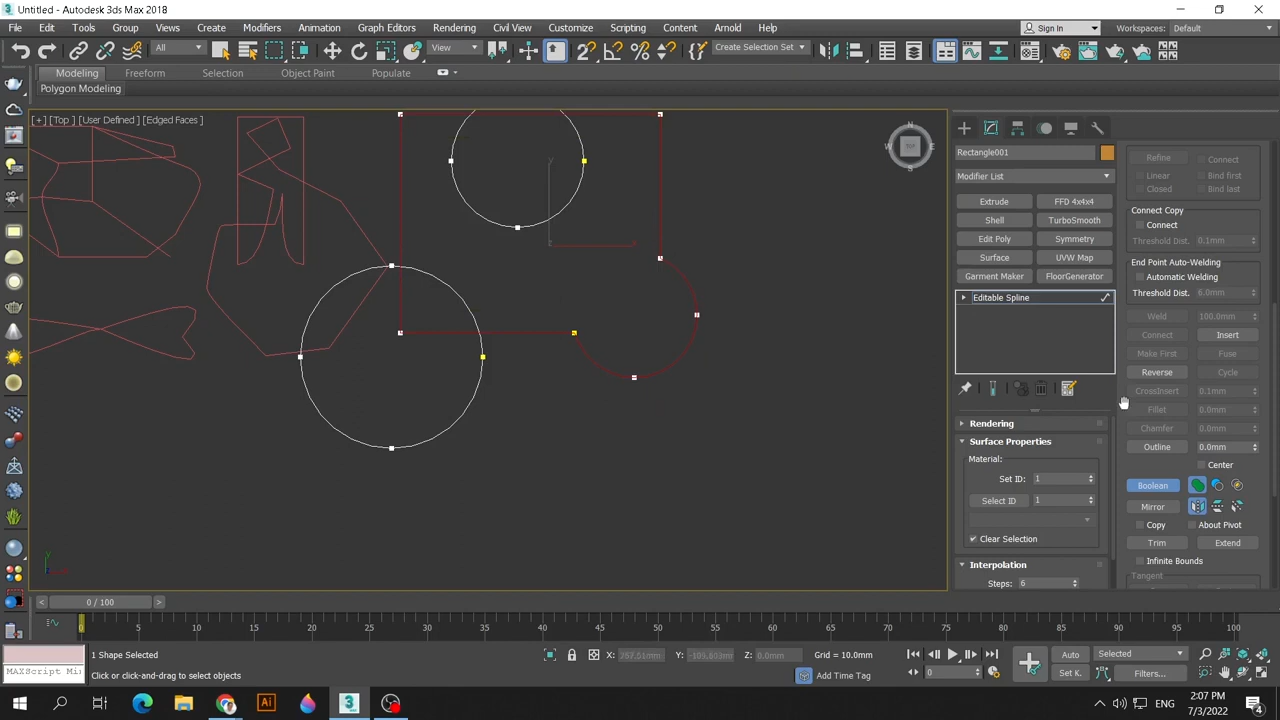 Untitled - Autodesk 3ds Max 2018
File Edit Tools Group Views Create Modifiers Animation Graph Editors Rendering Civil View Customize Scripting Content Arnold Help Sign In Workspaces: Default
All View Create Selection Set
Modeling Freeform Selection Object Paint Populate
Polygon Modeling
[+] [Top ] [User Defined ] [Edged Faces ]
N
W TOP E
S
Rectangle001
Modifier List
Extrude FFD 4x4x4
Shell TurboSmooth
Edit Poly Symmetry
Surface UVW Map
Garment Maker FloorGenerator
Editable Spline
Rendering
Surface Properties
Material:
Set ID: 1
Select ID 1
Clear Selection
Interpolation
Steps: 6
Refine Connect
Linear Bind first
Closed Bind last
Connect Copy
Connect
Threshold Dist. 0.1mm
End Point Auto-Welding
Automatic Welding
Threshold Dist. 6.0mm
Weld 100.0mm
Connect Insert
Make First Fuse
Reverse Cycle
CrossInsert 0.1mm
Fillet 0.0mm
Chamfer 0.0mm
Outline 0.0mm
Center
Boolean
Mirror
Copy About Pivot
Trim Extend
Infinite Bounds
Tangent
0 / 100
0 5 10 15 20 25 30 35 40 45 50 55 60 65 70 75 80 85 90 95 100
1 Shape Selected X: Y: Z: 0.0mm Grid = 10.0mm Auto Selected
MAXScript Mi Click or click-and-drag to select objects Add Time Tag 0 Set K. Filters...
ENG 2:07 PM
7/3/2022
4